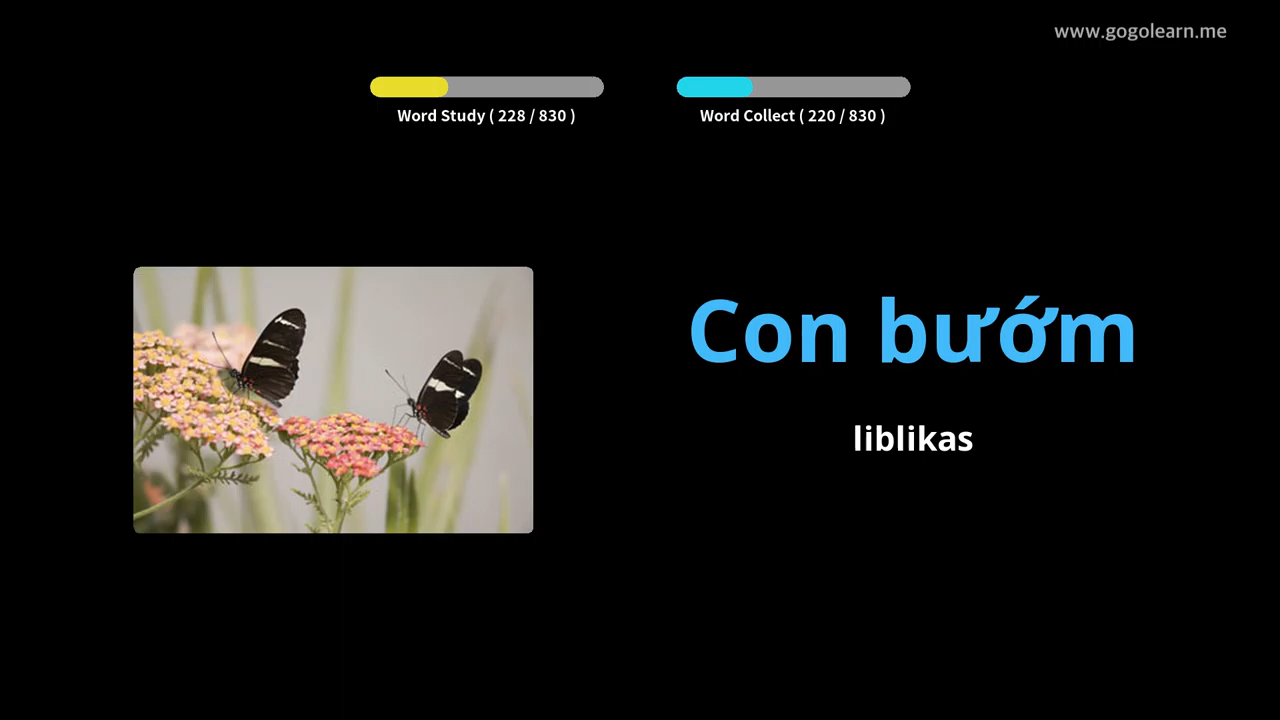 www.gogolearn.me
Word Study ( 228 / 830 )
Word Collect ( 220 / 830 )
Con bướm
liblikas